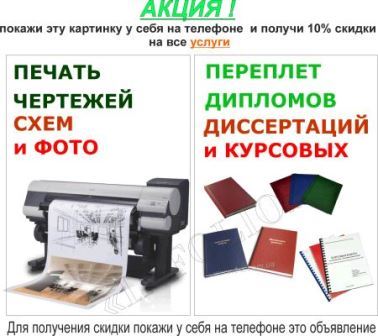 АКЦИЯ !
покажи эту картинку у себя на телефоне и получи 10% скидки
на все услуги
ПЕЧАТЬ
ЧЕРТЕЖЕЙ
СХЕМ
и ФОТО
ПЕРЕПЛЕТ
ДИПЛОМОВ
ДИССЕРТАЦИЙ
и КУРСОВЫХ
Для получения скидки покажи у себя на телефоне это объявление